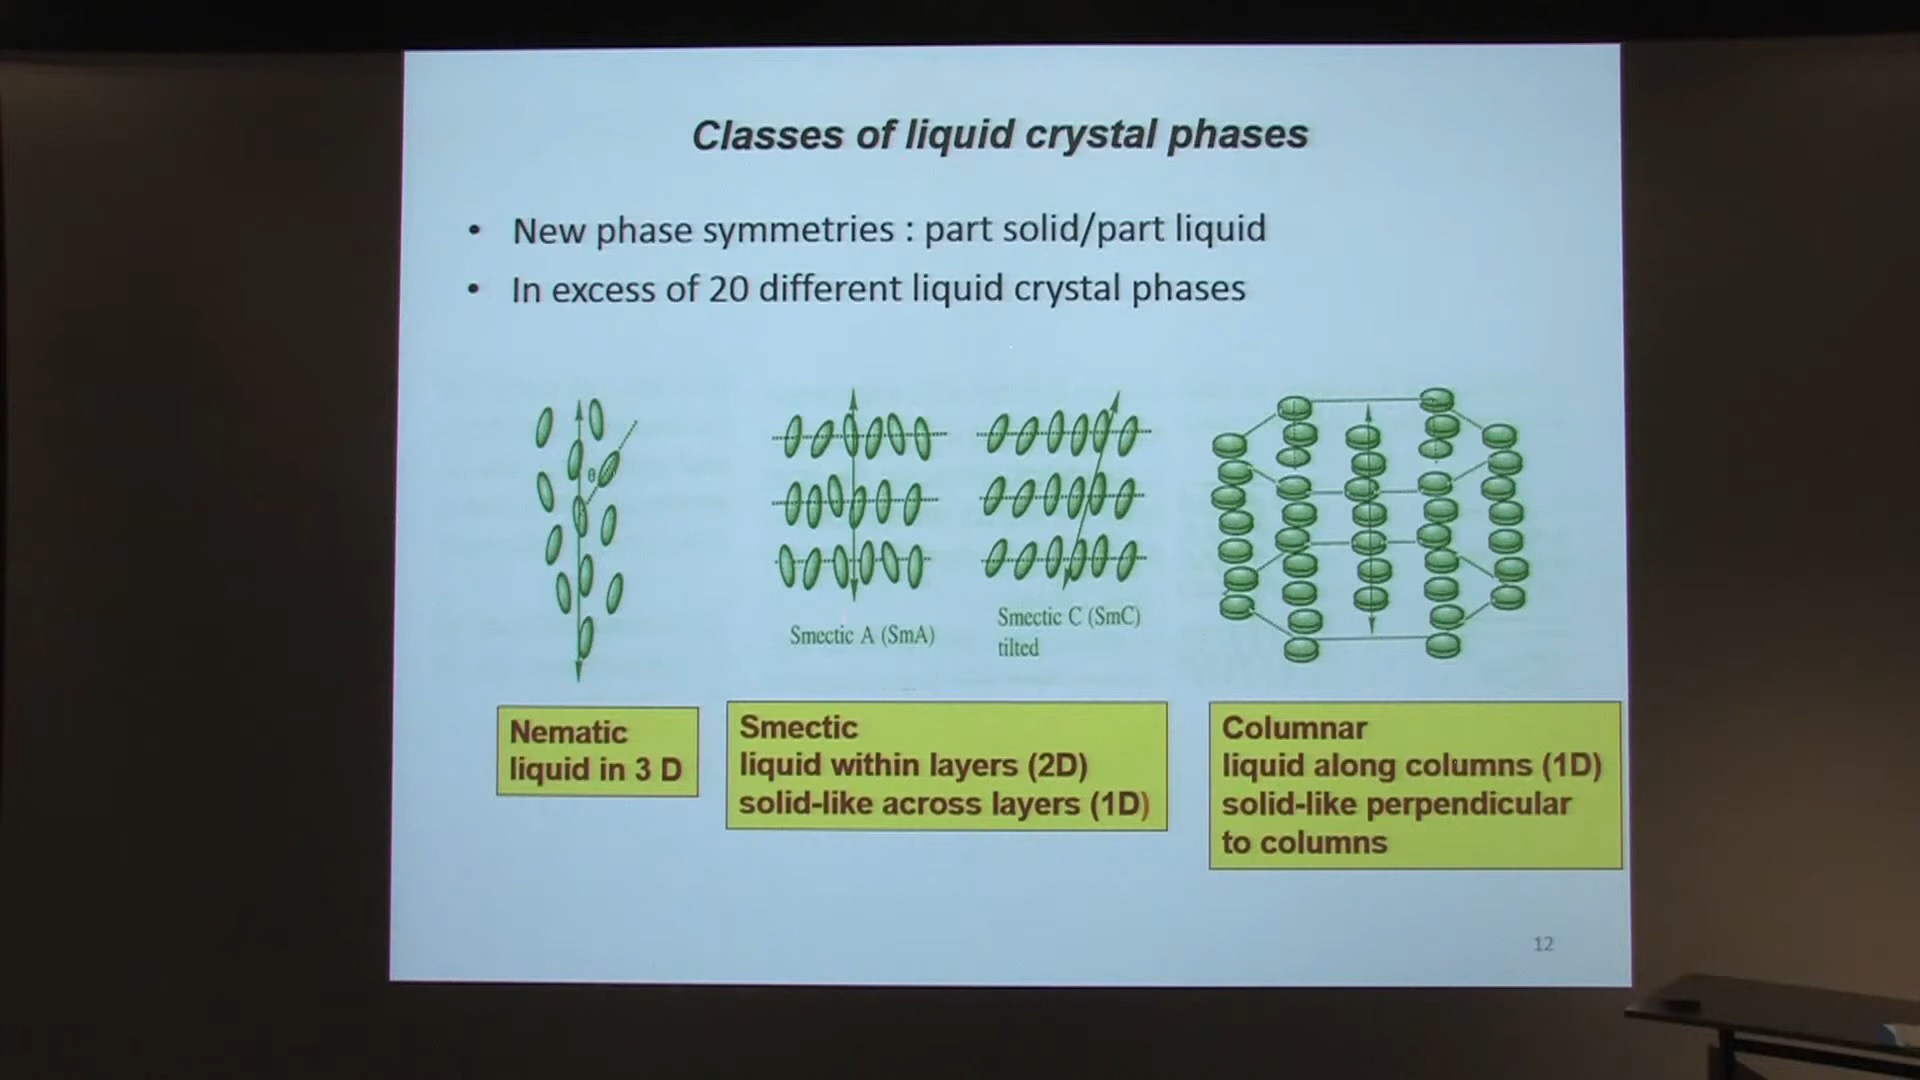 Classes of liquid crystal phases
• New phase symmetries : part solid/part liquid
• In excess of 20 different liquid crystal phases
θ
Smectic A (SmA)
Smectic C (SmC)
tilted
Nematic
liquid in 3 D
Smectic
liquid within layers (2D)
solid-like across layers (1D)
Columnar
liquid along columns (1D)
solid-like perpendicular
to columns
12